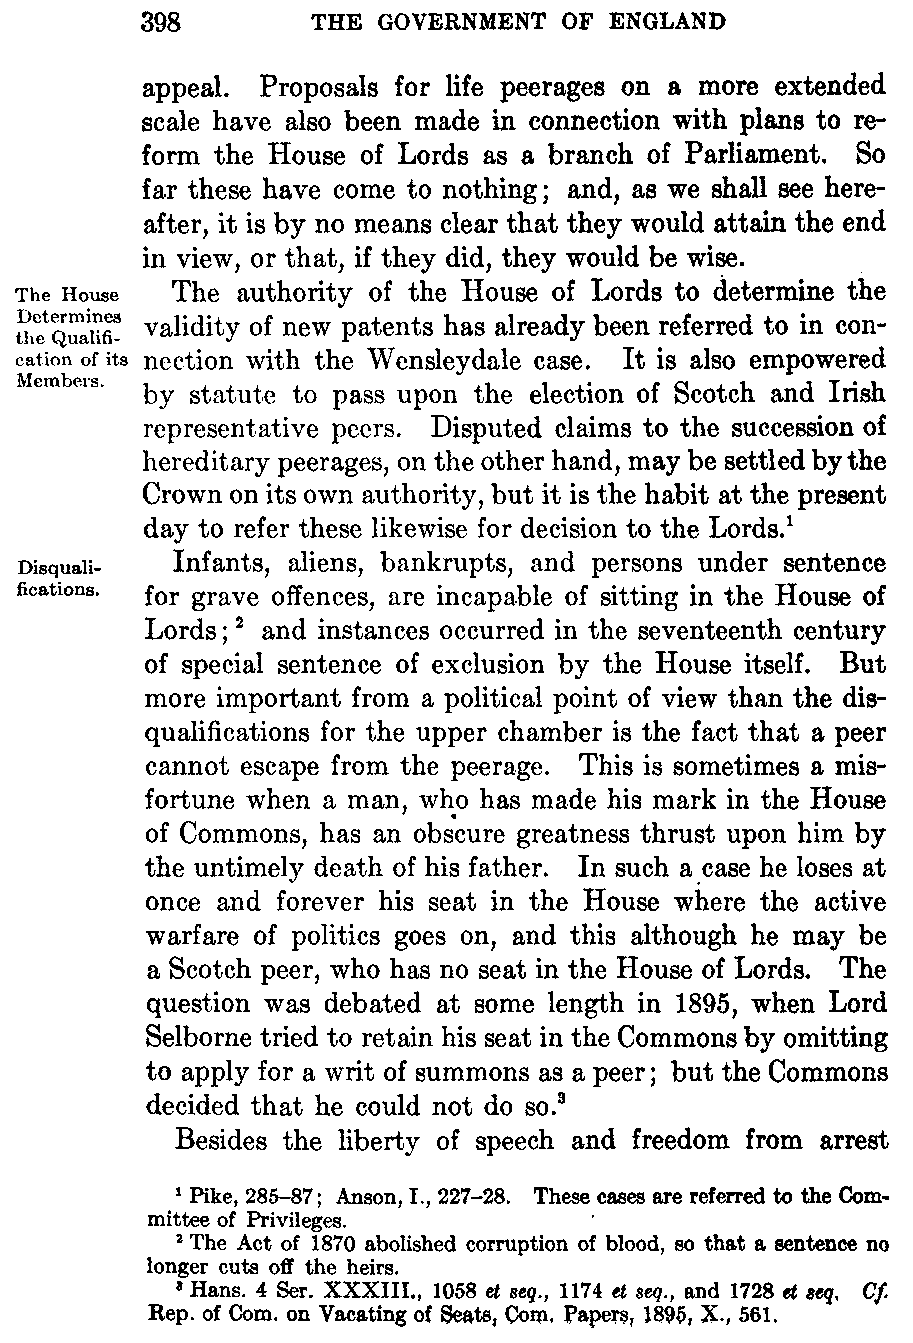 398 THE GOVERNMENT OF ENGLAND
appeal. Proposals for life peerages on a more extended
scale have also been made in connection with plans to re-
form the House of Lords as a branch of Parliament. So
far these have come to nothing; and, as we shall see here-
after, it is by no means clear that they would attain the end
in view, or that, if they did, they would be wise.
The House
Determines
the Qualifi-
cation of its
Members.
The authority of the House of Lords to determine the
validity of new patents has already been referred to in con-
nection with the Wensleydale case. It is also empowered
by statute to pass upon the election of Scotch and Irish
representative peers. Disputed claims to the succession of
hereditary peerages, on the other hand, may be settled by the
Crown on its own authority, but it is the habit at the present
day to refer these likewise for decision to the Lords.¹
Disquali-
fications.
Infants, aliens, bankrupts, and persons under sentence
for grave offences, are incapable of sitting in the House of
Lords;² and instances occurred in the seventeenth century
of special sentence of exclusion by the House itself. But
more important from a political point of view than the dis-
qualifications for the upper chamber is the fact that a peer
cannot escape from the peerage. This is sometimes a mis-
fortune when a man, who has made his mark in the House
of Commons, has an obscure greatness thrust upon him by
the untimely death of his father. In such a case he loses at
once and forever his seat in the House where the active
warfare of politics goes on, and this although he may be
a Scotch peer, who has no seat in the House of Lords. The
question was debated at some length in 1895, when Lord
Selborne tried to retain his seat in the Commons by omitting
to apply for a writ of summons as a peer; but the Commons
decided that he could not do so.³
Besides the liberty of speech and freedom from arrest
¹ Pike, 285–87; Anson, I., 227–28. These cases are referred to the Com-
mittee of Privileges.
² The Act of 1870 abolished corruption of blood, so that a sentence no
longer cuts off the heirs.
³ Hans. 4 Ser. XXXIII., 1058 et seq., 1174 et seq., and 1728 et seq. Cf.
Rep. of Com. on Vacating of Seats, Com. Papers, 1895, X., 561.